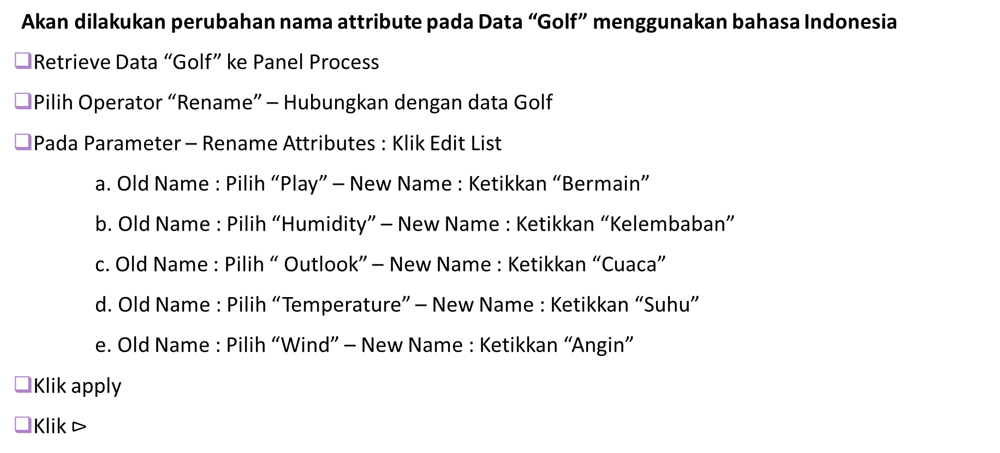 Akan dilakukan perubahan nama attribute pada Data “Golf” menggunakan bahasa Indonesia
❑Retrieve Data “Golf” ke Panel Process
❑Pilih Operator “Rename” – Hubungkan dengan data Golf
❑Pada Parameter – Rename Attributes : Klik Edit List
a. Old Name : Pilih “Play” – New Name : Ketikkan “Bermain”
b. Old Name : Pilih “Humidity” – New Name : Ketikkan “Kelembaban”
c. Old Name : Pilih “ Outlook” – New Name : Ketikkan “Cuaca”
d. Old Name : Pilih “Temperature” – New Name : Ketikkan “Suhu”
e. Old Name : Pilih “Wind” – New Name : Ketikkan “Angin”
❑Klik apply
❑Klik ⊳